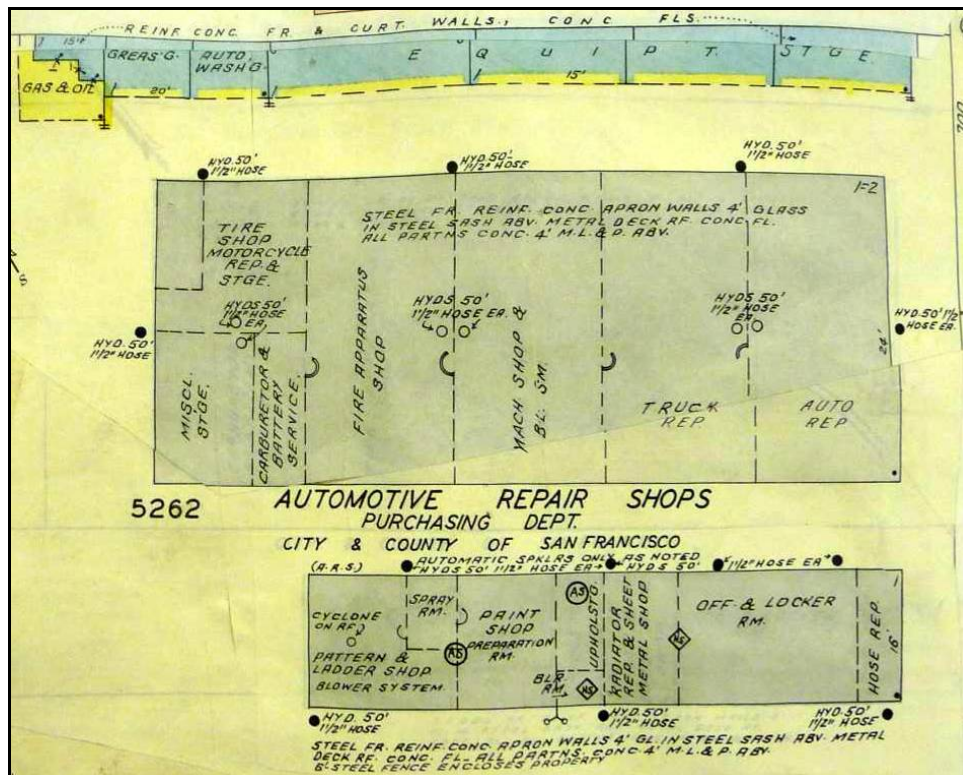 REINF. CONC. FR. & CURT. WALLS, CONC FLS.
15'
GREAS'G.
AUTO.
WASH'G.
E Q U I P T. STGE.
GAS & OIL
20'
15'
200
HYD. 50'
1½" HOSE
HYD. 50'
1½" HOSE
HYD. 50'
1½" HOSE
1=2
STEEL FR. REINF. CONC. APRON WALLS 4' GLASS
IN STEEL SASH ABV. METAL DECK RF. CONC. FL.
ALL PARTNS CONC. 4' M.L.& P. ABV.
TIRE
SHOP
MOTORCYCLE
REP. &
STGE.
HYDS 50'
1½" HOSE
EA.
HYDS 50'
1½" HOSE EA.
HYDS 50'
1½" HOSE
EA.
HYD. 50'
1½" HOSE
HYD. 50' 1½"
HOSE
24'
MISCL.
STGE.
CARBURETOR &
BATTERY
SERVICE
FIRE APPARATUS
SHOP
MACH SHOP &
BL. SM.
TRUCK
REP
AUTO
REP
5262
AUTOMOTIVE REPAIR SHOPS
PURCHASING DEPT.
CITY & COUNTY OF SAN FRANCISCO
(A.R.S.)
AUTOMATIC SPKLRS ONLY AS NOTED
HYDS 50' 1½" HOSE EA
HYDS 50' 1½" HOSE EA
CYCLONE
ON RF.
SPRAY
RM.
PAINT
SHOP
PREPARATION
RM.
AS
AS
UPHOLST'G.
RADIATOR
REP. & SHEET
METAL SHOP
OFF. & LOCKER
RM.
HOSE REP.
16'
PATTERN &
LADDER SHOP
BLOWER SYSTEM
BLR.
RM.
HYD. 50'
1½" HOSE
HYD. 50'
1½" HOSE
HYD. 50'
1½" HOSE
STEEL FR. REINF. CONC. APRON WALLS 4' GL. IN STEEL SASH ABV. METAL
DECK RF. CONC. FL. ALL PARTNS. CONC. 4' M.L.& P. ABV.
6' STEEL FENCE ENCLOSES PROPERTY